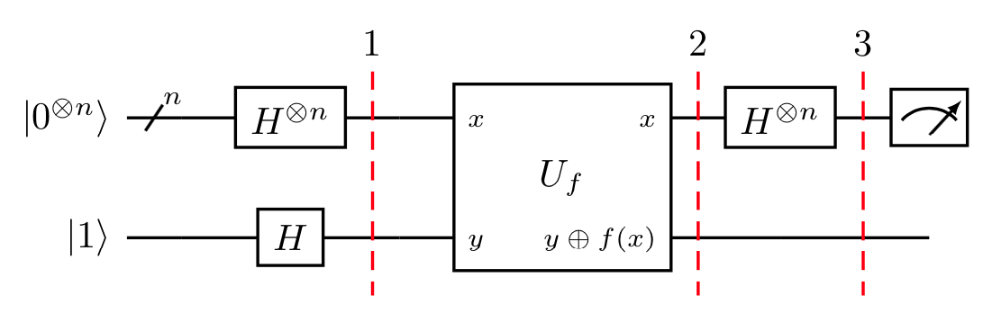 1 2 3
|0⊗n⟩ n H⊗n x x H⊗n
U_f
|1⟩ H y y ⊕ f(x)